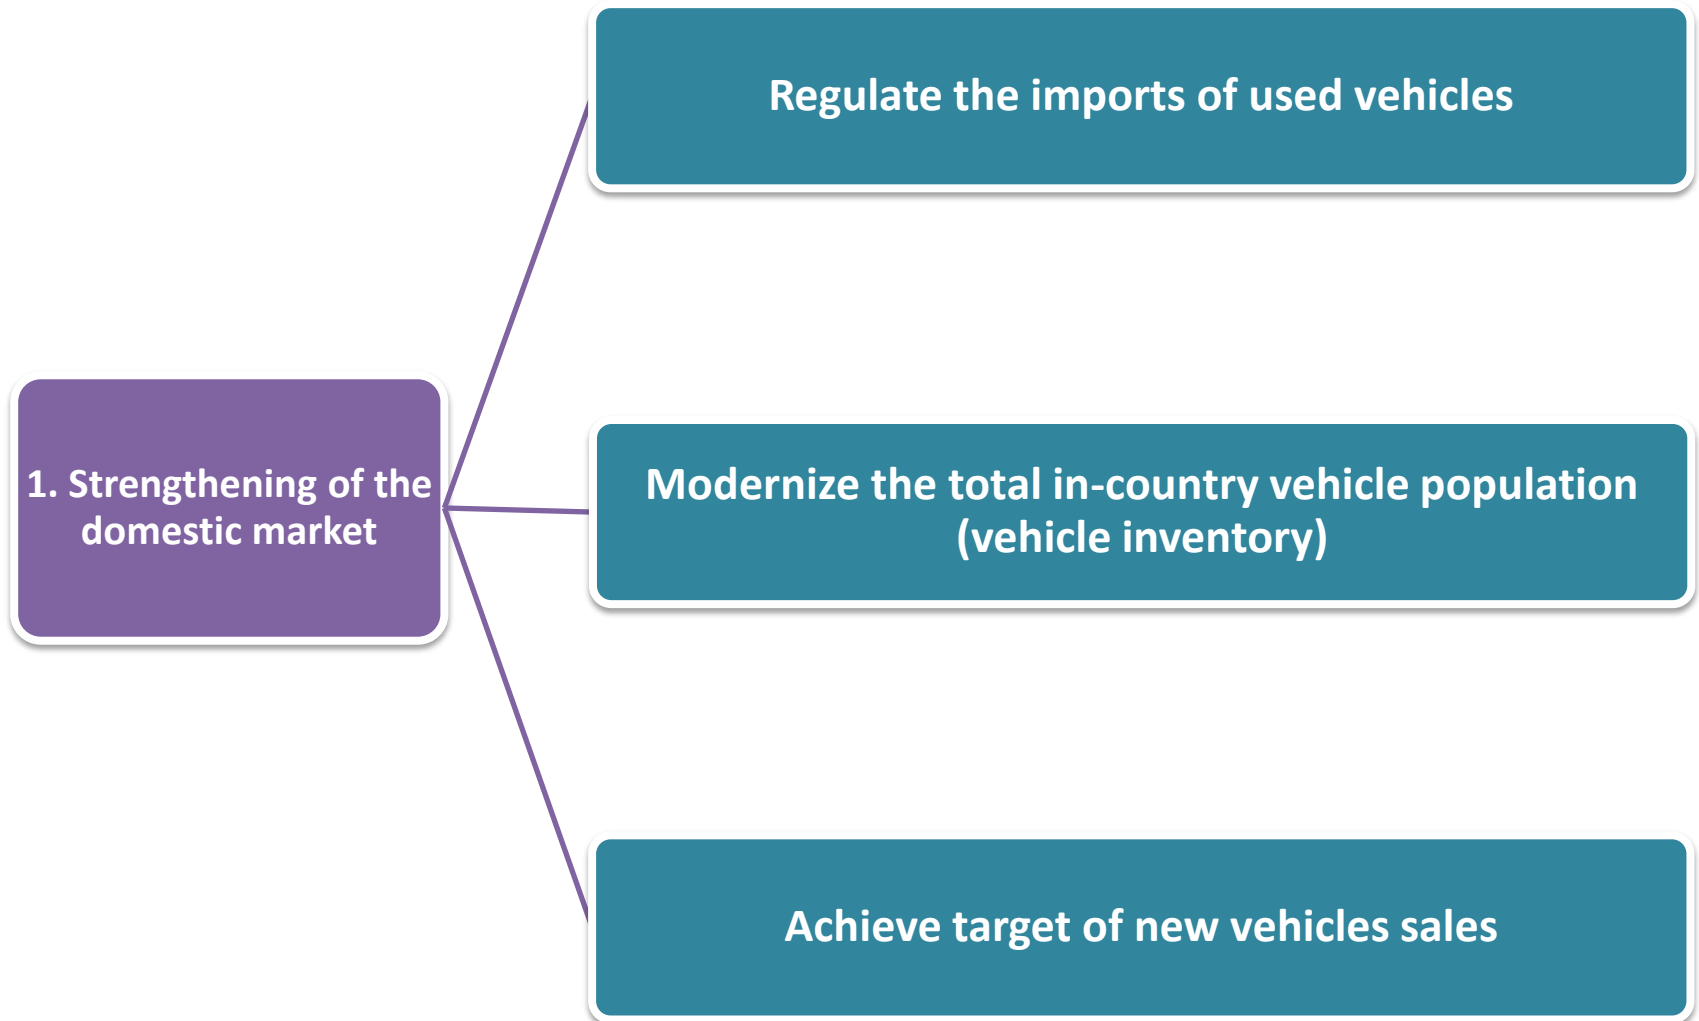 Regulate the imports of used vehicles
1. Strengthening of the
domestic market
Modernize the total in-country vehicle population
(vehicle inventory)
Achieve target of new vehicles sales